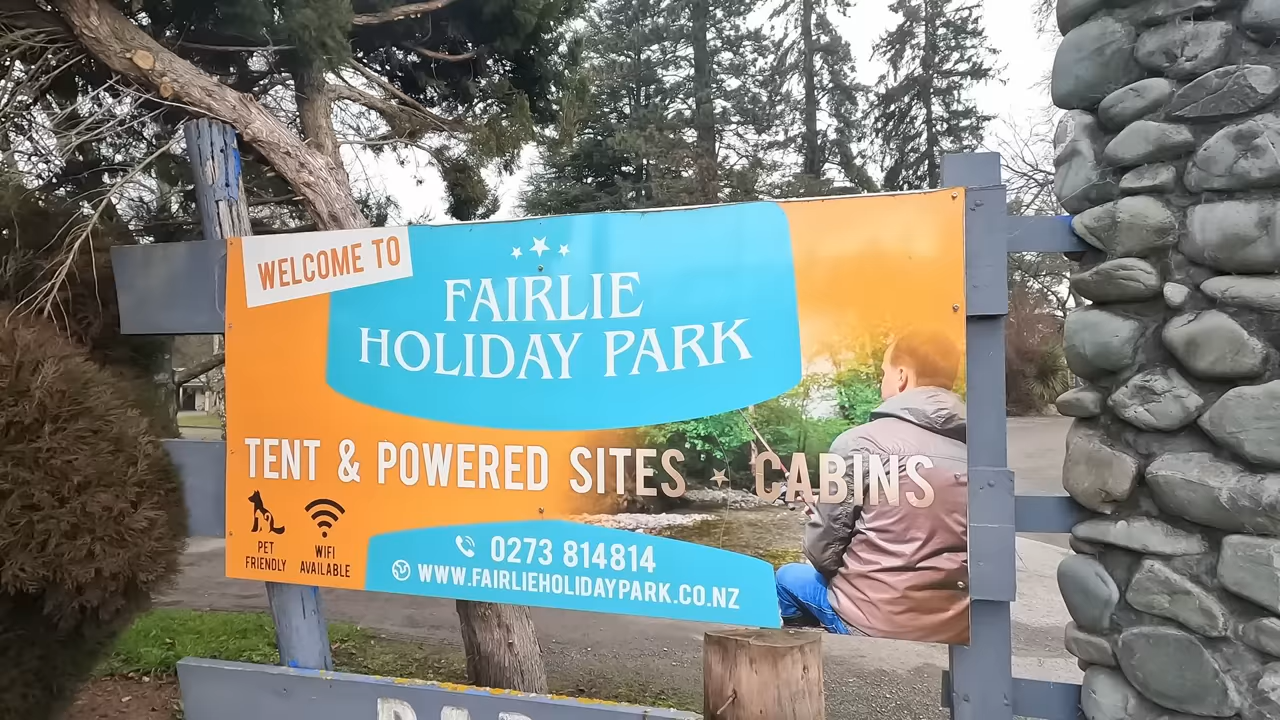 WELCOME TO
FAIRLIE
HOLIDAY PARK
TENT & POWERED SITES ★ CABINS
PET
FRIENDLY
WIFI
AVAILABLE
0273 814814
WWW.FAIRLIEHOLIDAYPARK.CO.NZ